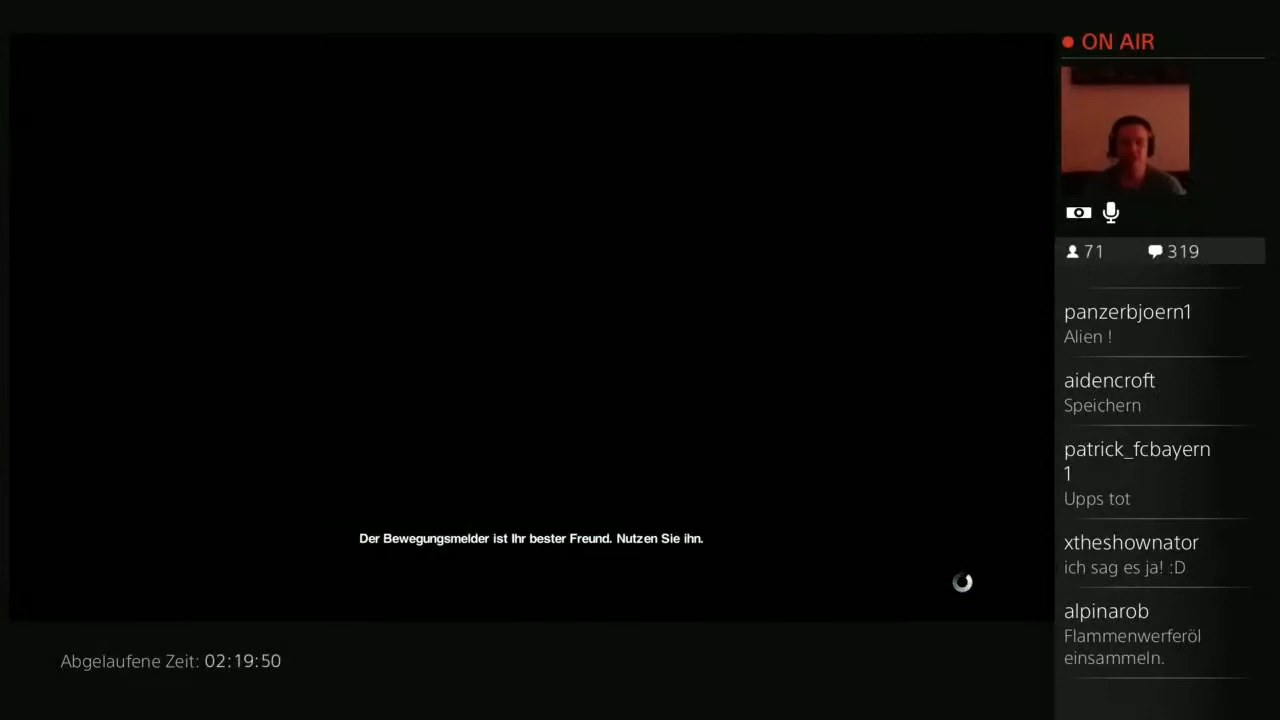 ON AIR
71 319
panzerbjoern1
Alien !
aidencroft
Speichern
patrick_fcbayern
1
Upps tot
xtheshownator
ich sag es ja! :D
alpinarob
Flammenwerferöl
einsammeln.
Der Bewegungsmelder ist Ihr bester Freund. Nutzen Sie ihn.
Abgelaufene Zeit: 02:19:50